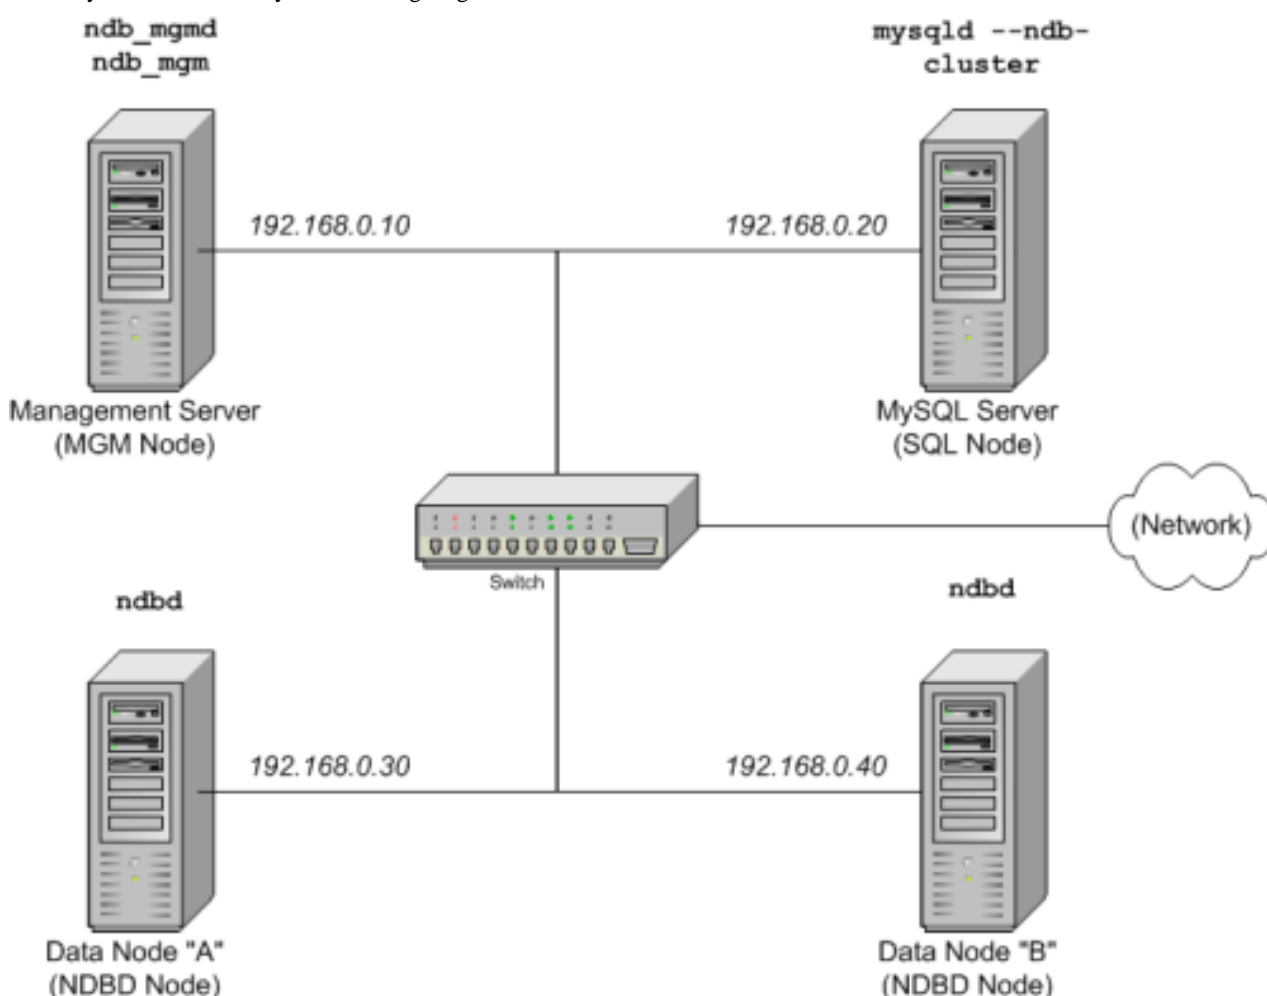 ndb_mgmd
ndb_mgm
mysqld --ndb-
cluster
192.168.0.10
192.168.0.20
Management Server
(MGM Node)
MySQL Server
(SQL Node)
(Network)
Switch
ndbd
ndbd
192.168.0.30
192.168.0.40
Data Node "A"
(NDBD Node)
Data Node "B"
(NDBD Node)